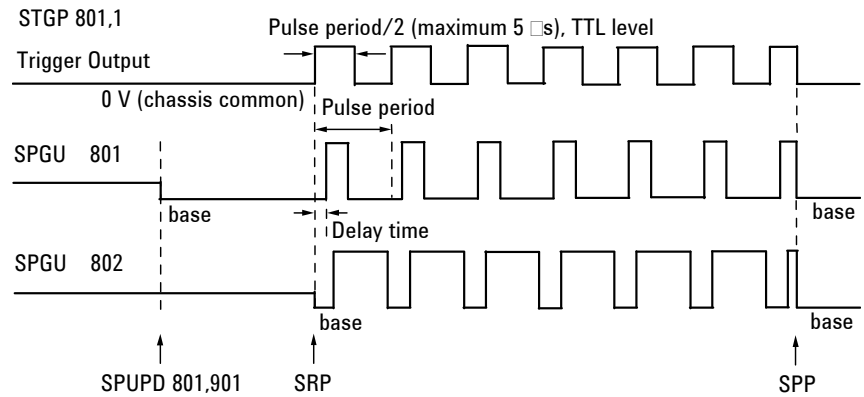 STGP 801,1
Pulse period/2 (maximum 5 □s), TTL level
Trigger Output
0 V (chassis common)
Pulse period
SPGU 801
base
base
Delay time
SPGU 802
base
base
SPUPD 801,901
SRP
SPP